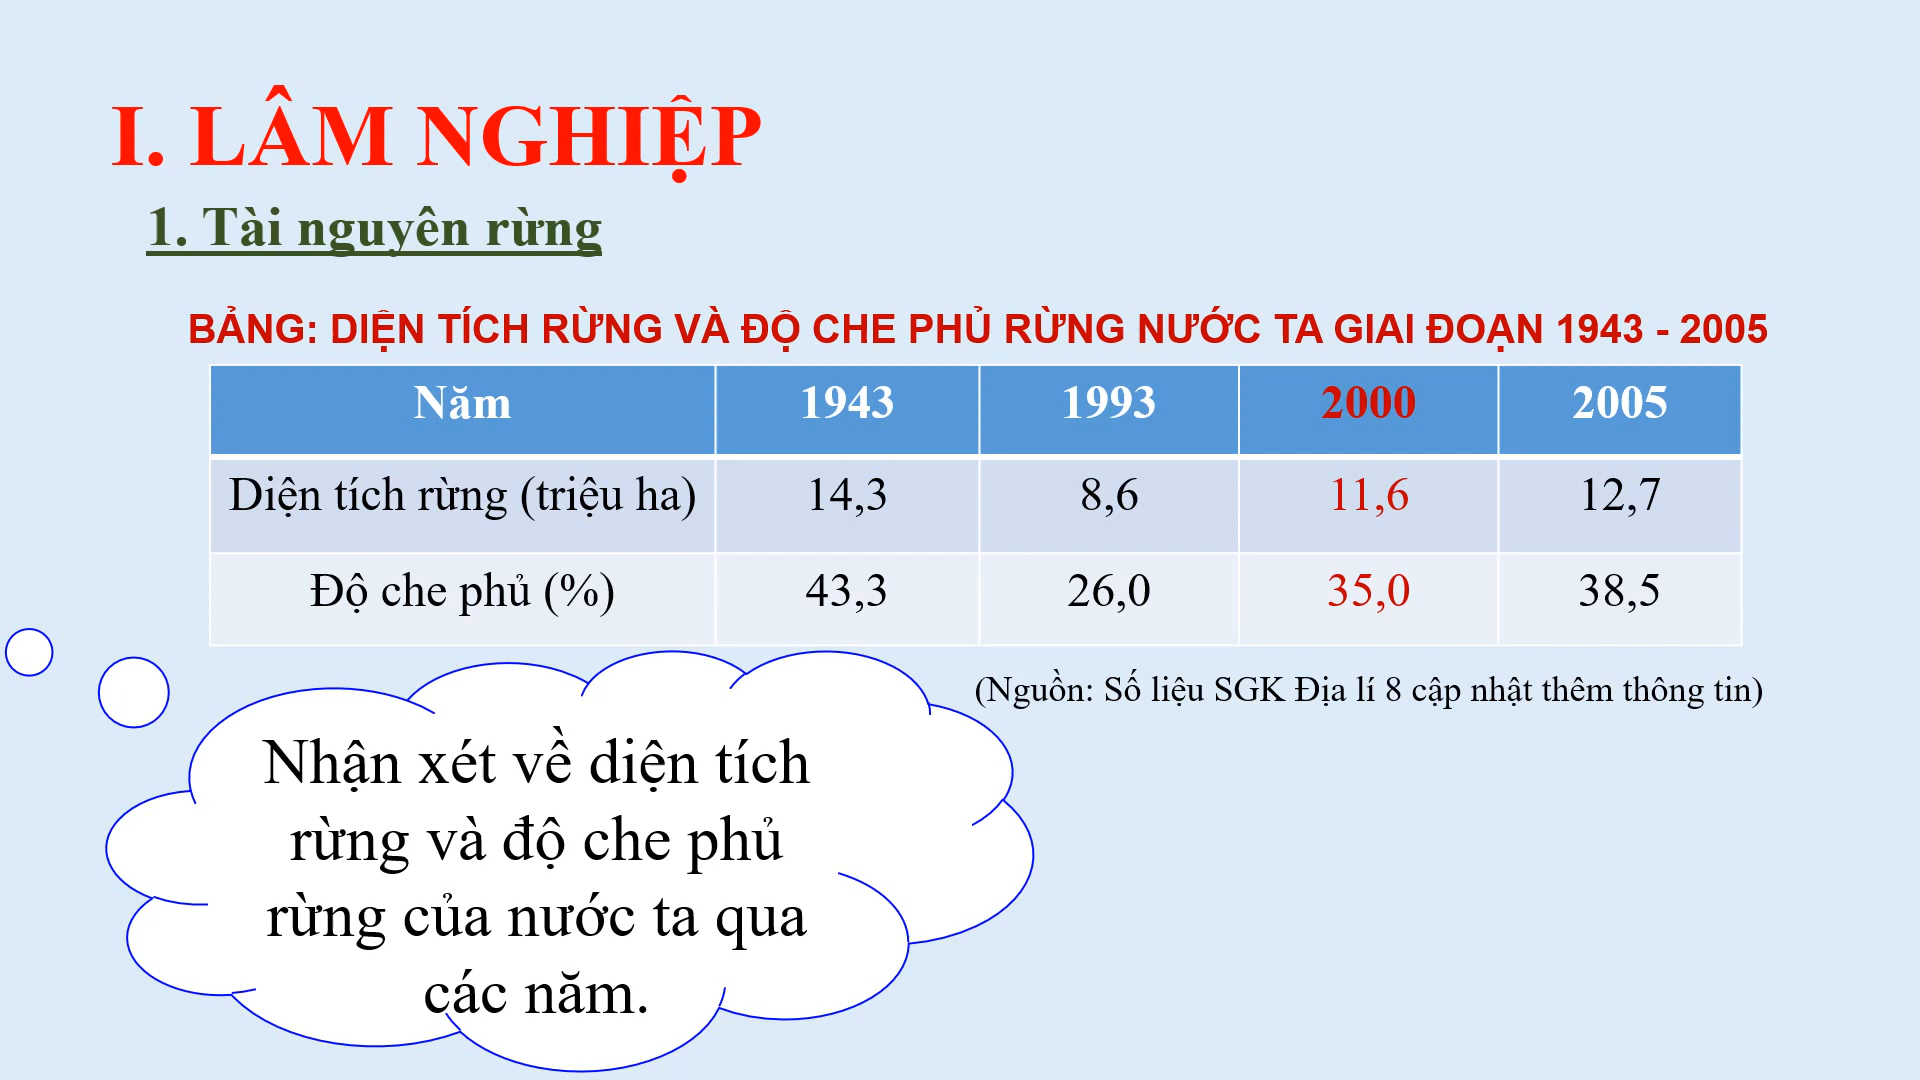 I. LÂM NGHIỆP
1. Tài nguyên rừng
BẢNG: DIỆN TÍCH RỪNG VÀ ĐỘ CHE PHỦ RỪNG NƯỚC TA GIAI ĐOẠN 1943 - 2005
Năm 1943 1993 2000 2005
Diện tích rừng (triệu ha) 14,3 8,6 11,6 12,7
Độ che phủ (%) 43,3 26,0 35,0 38,5
(Nguồn: Số liệu SGK Địa lí 8 cập nhật thêm thông tin)
Nhận xét về diện tích
rừng và độ che phủ
rừng của nước ta qua
các năm.